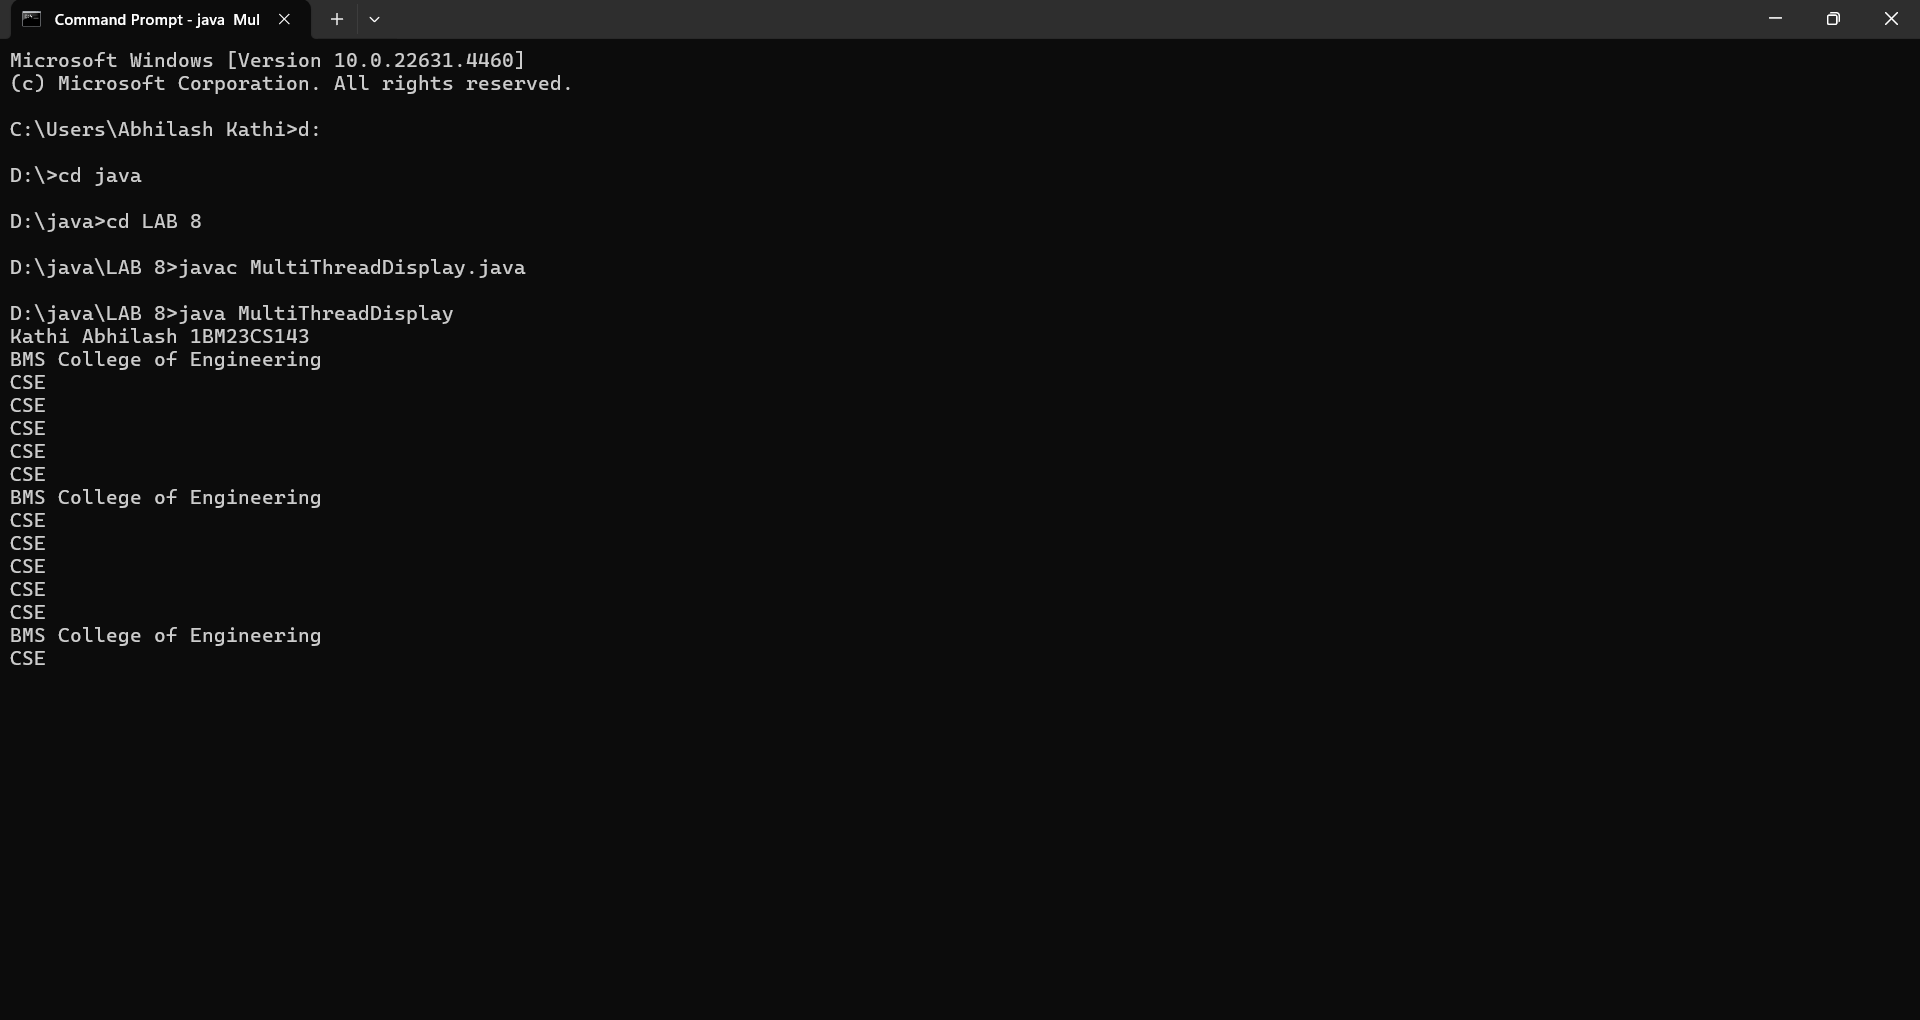 Command Prompt - java  Mul
Microsoft Windows [Version 10.0.22631.4460]
(c) Microsoft Corporation. All rights reserved.
C:\Users\Abhilash Kathi>d:
D:\>cd java
D:\java>cd LAB 8
D:\java\LAB 8>javac MultiThreadDisplay.java
D:\java\LAB 8>java MultiThreadDisplay
Kathi Abhilash 1BM23CS143
BMS College of Engineering
CSE
CSE
CSE
CSE
CSE
BMS College of Engineering
CSE
CSE
CSE
CSE
CSE
BMS College of Engineering
CSE